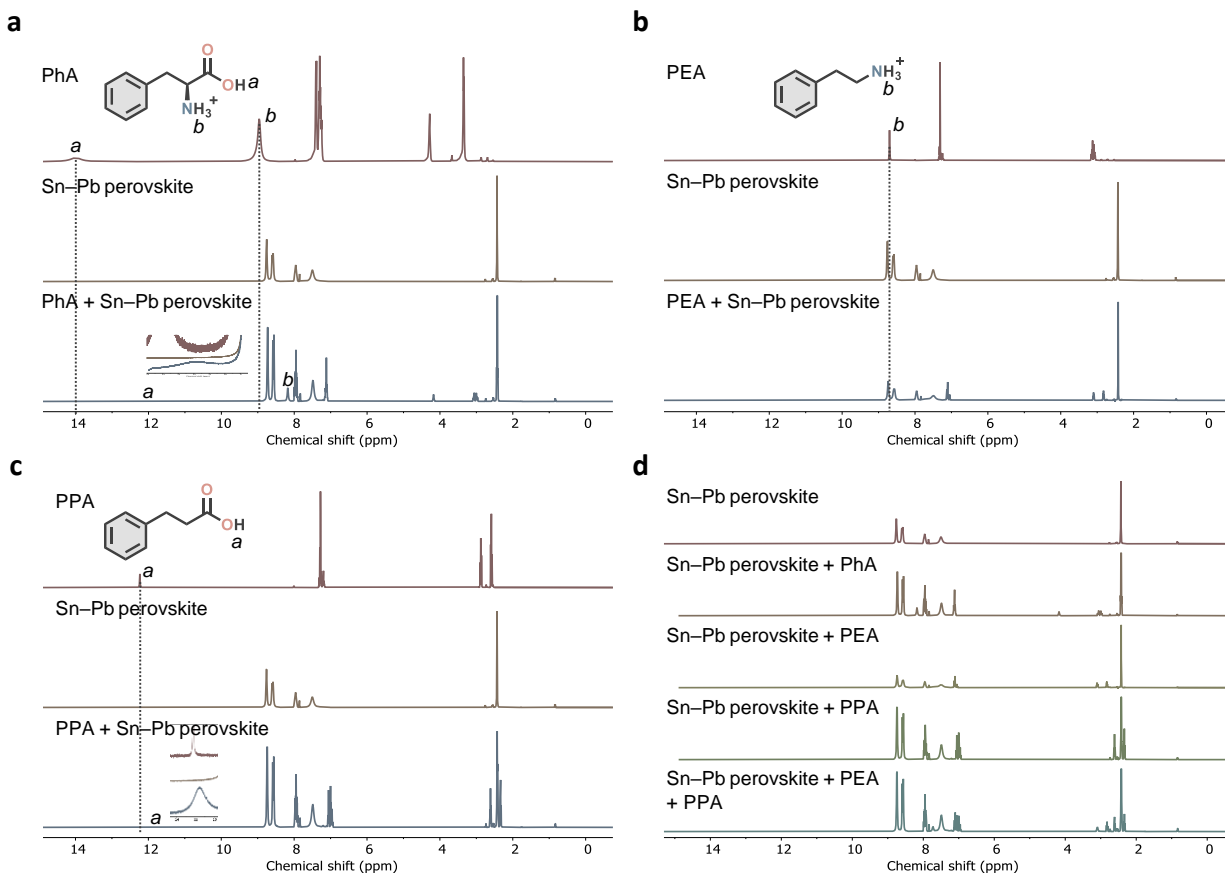 a
PhA
O
OH
a
NH3+
b
a
b
Sn–Pb perovskite
PhA + Sn–Pb perovskite
a
b
14 12 10 8 6 4 2 0
Chemical shift (ppm)
b
PEA
NH3+
b
b
Sn–Pb perovskite
PEA + Sn–Pb perovskite
14 12 10 8 6 4 2 0
Chemical shift (ppm)
c
PPA
O
OH
a
a
Sn–Pb perovskite
PPA + Sn–Pb perovskite
a
14 12 10 8 6 4 2 0
Chemical shift (ppm)
d
Sn–Pb perovskite
Sn–Pb perovskite + PhA
Sn–Pb perovskite + PEA
Sn–Pb perovskite + PPA
Sn–Pb perovskite + PEA
+ PPA
14 12 10 8 6 4 2 0
Chemical shift (ppm)